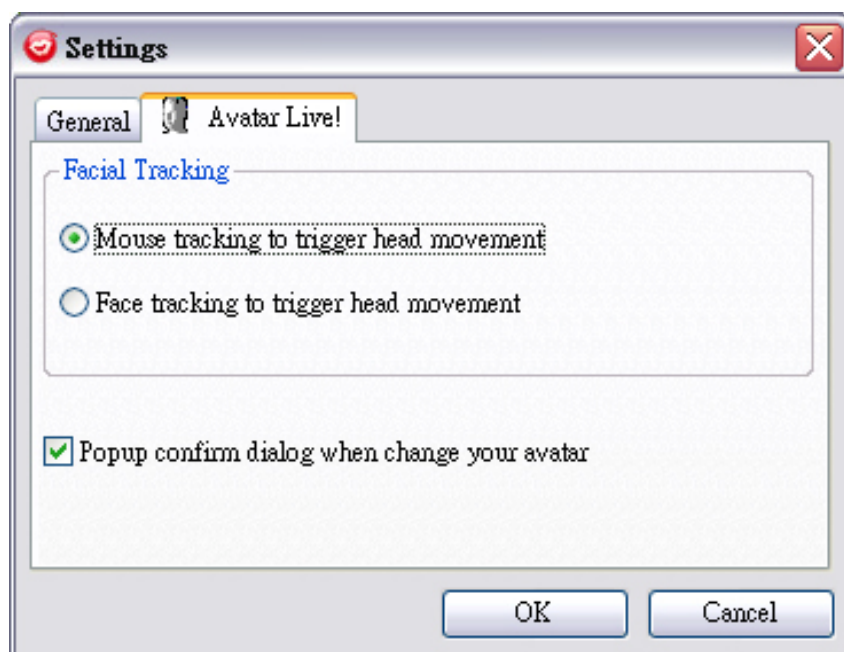 Settings
General
Avatar Live!
Facial Tracking
Mouse tracking to trigger head movement
Face tracking to trigger head movement
Popup confirm dialog when change your avatar
OK
Cancel